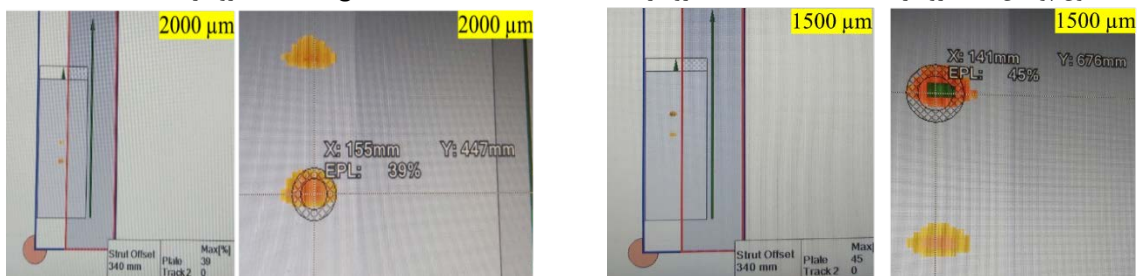 2000 µm
2000 µm
X: 155mm Y: 447mm
EPL: 39%
Strut Offset
340 mm
Max[%]
Plate 39
Track 2 0
1500 µm
1500 µm
X: 141mm Y: 676mm
EPL: 45%
Strut Offset
340 mm
Plate 45
Track 2 0